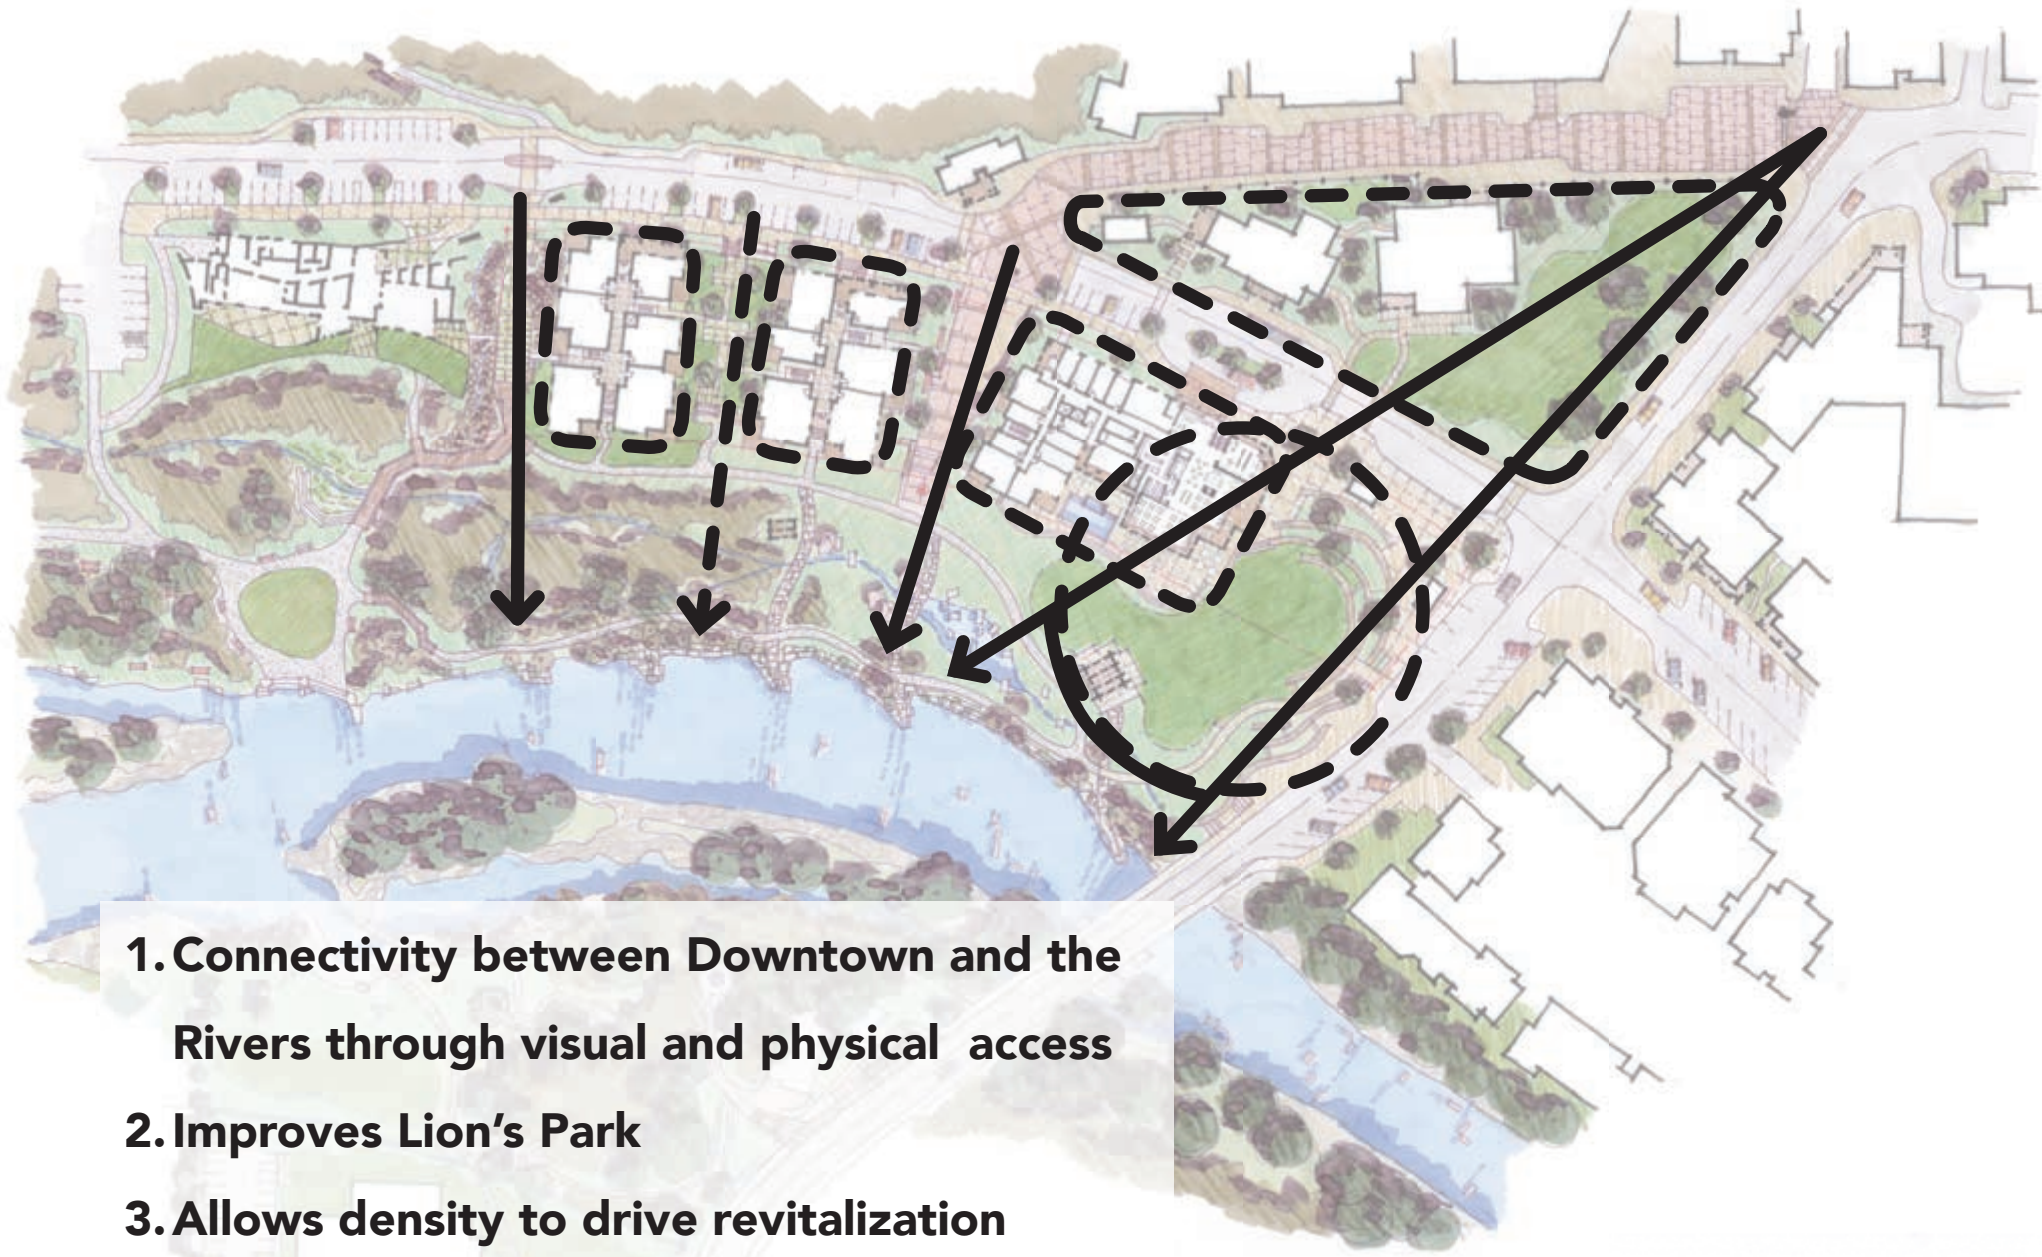 1. Connectivity between Downtown and the
Rivers through visual and physical access
2. Improves Lion's Park
3. Allows density to drive revitalization